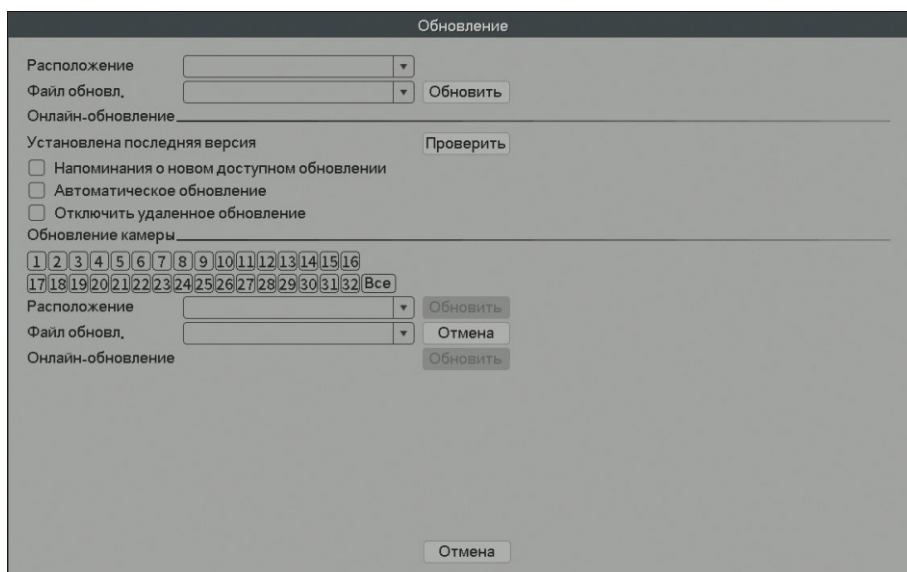 Обновление
Расположение
Файл обновл. Обновить
Онлайн-обновление
Установлена последняя версия Проверить
Напоминания о новом доступном обновлении
Автоматическое обновление
Отключить удаленное обновление
Обновление камеры
1 2 3 4 5 6 7 8 9 10 11 12 13 14 15 16
17 18 19 20 21 22 23 24 25 26 27 28 29 30 31 32 Все
Расположение Обновить
Файл обновл. Отмена
Онлайн-обновление Обновить
Отмена